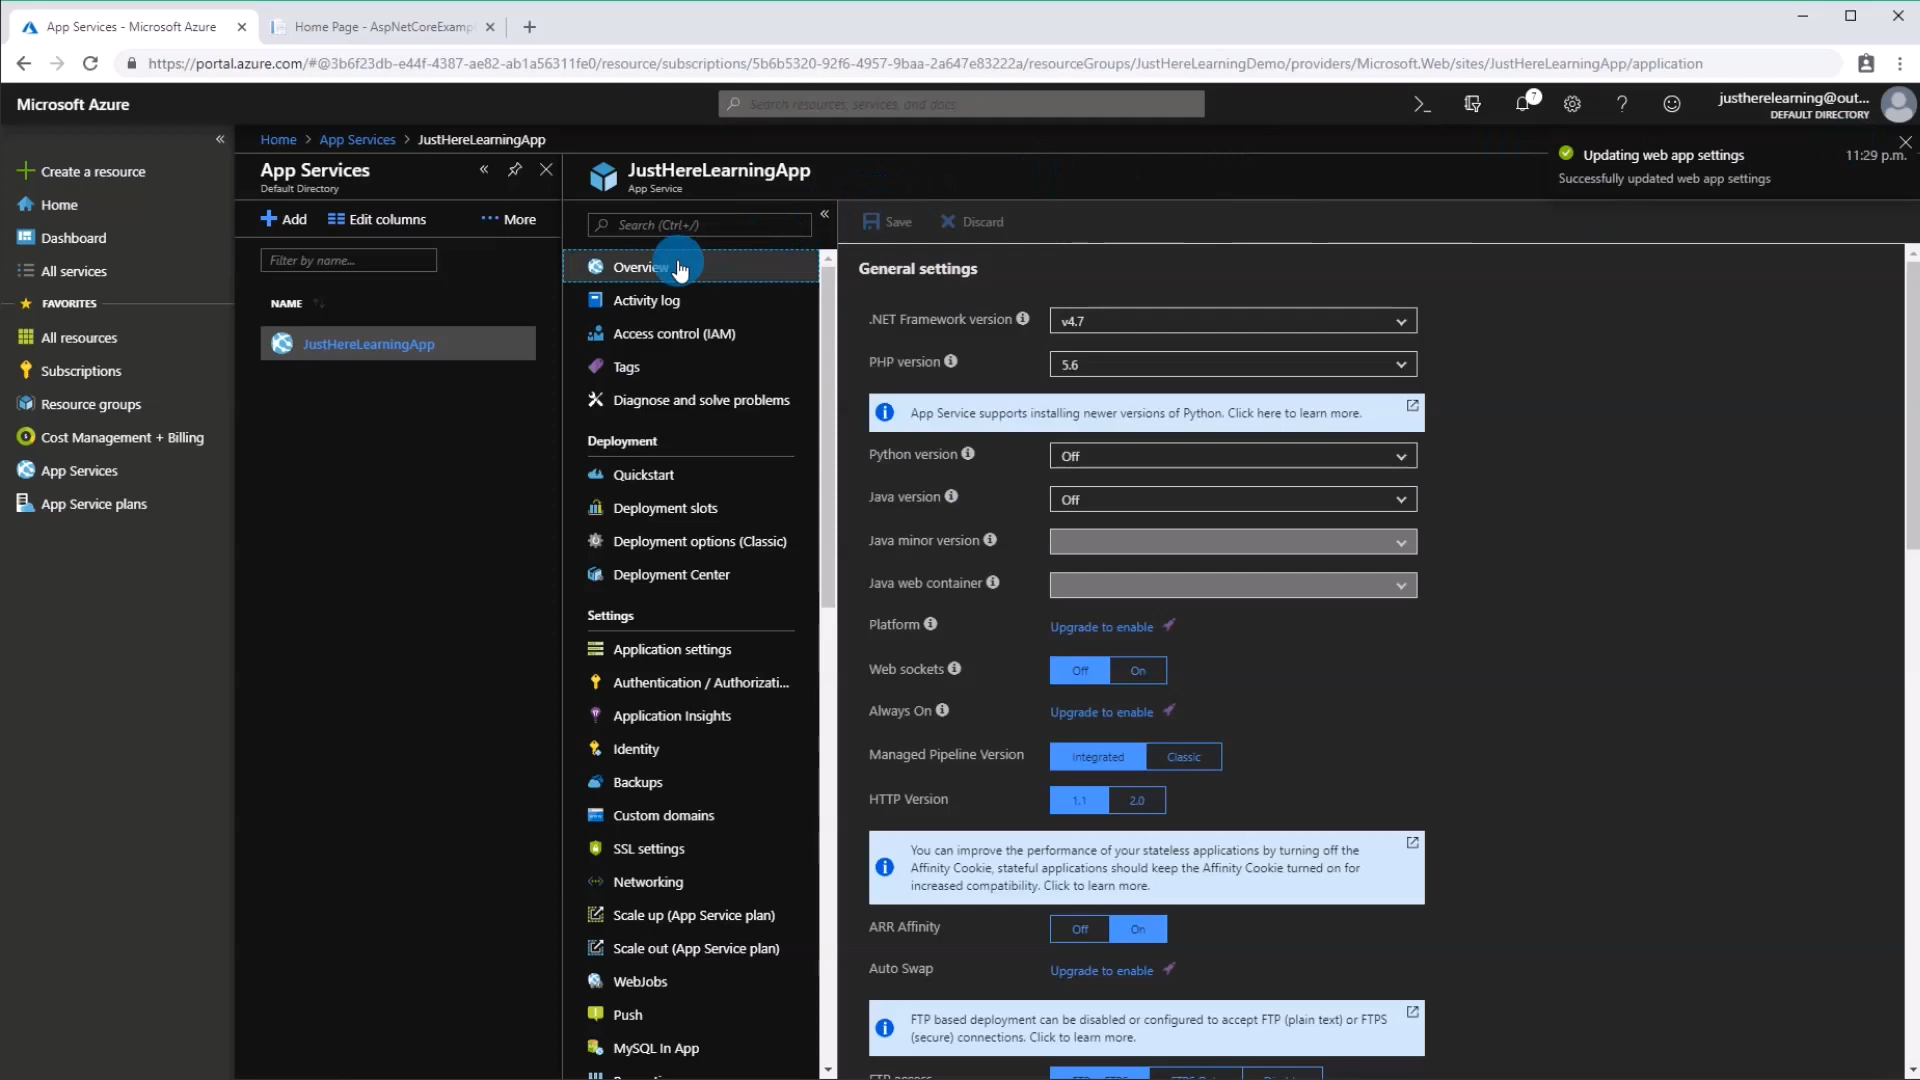 App Services - Microsoft Azure
Home Page - AspNetCoreExamp
https://portal.azure.com/#@3b6f23db-e44f-4387-ae82-ab1a56311fe0/resource/subscriptions/5b6b5320-92f6-4957-9baa-2a647e83222a/resourceGroups/JustHereLearningDemo/providers/Microsoft.Web/sites/JustHereLearningApp/application
Microsoft Azure
Search resources, services, and docs
7
justherelearning@out...
DEFAULT DIRECTORY
Home > App Services > JustHereLearningApp
Updating web app settings
11:29 p.m.
Successfully updated web app settings
Create a resource
Home
Dashboard
All services
FAVORITES
All resources
Subscriptions
Resource groups
Cost Management + Billing
App Services
App Service plans
App Services
Default Directory
Add
Edit columns
More
Filter by name...
NAME
JustHereLearningApp
JustHereLearningApp
App Service
Search (Ctrl+/)
Overview
Activity log
Access control (IAM)
Tags
Diagnose and solve problems
Deployment
Quickstart
Deployment slots
Deployment options (Classic)
Deployment Center
Settings
Application settings
Authentication / Authorizati...
Application Insights
Identity
Backups
Custom domains
SSL settings
Networking
Scale up (App Service plan)
Scale out (App Service plan)
WebJobs
Push
MySQL In App
Save
Discard
General settings
.NET Framework version
v4.7
PHP version
5.6
App Service supports installing newer versions of Python. Click here to learn more.
Python version
Off
Java version
Off
Java minor version
Java web container
Platform
Upgrade to enable
Web sockets
Off
On
Always On
Upgrade to enable
Managed Pipeline Version
Integrated
Classic
HTTP Version
1.1
2.0
You can improve the performance of your stateless applications by turning off the
Affinity Cookie, stateful applications should keep the Affinity Cookie turned on for
increased compatibility. Click to learn more.
ARR Affinity
Off
On
Auto Swap
Upgrade to enable
FTP based deployment can be disabled or configured to accept FTP (plain text) or FTPS
(secure) connections. Click to learn more.